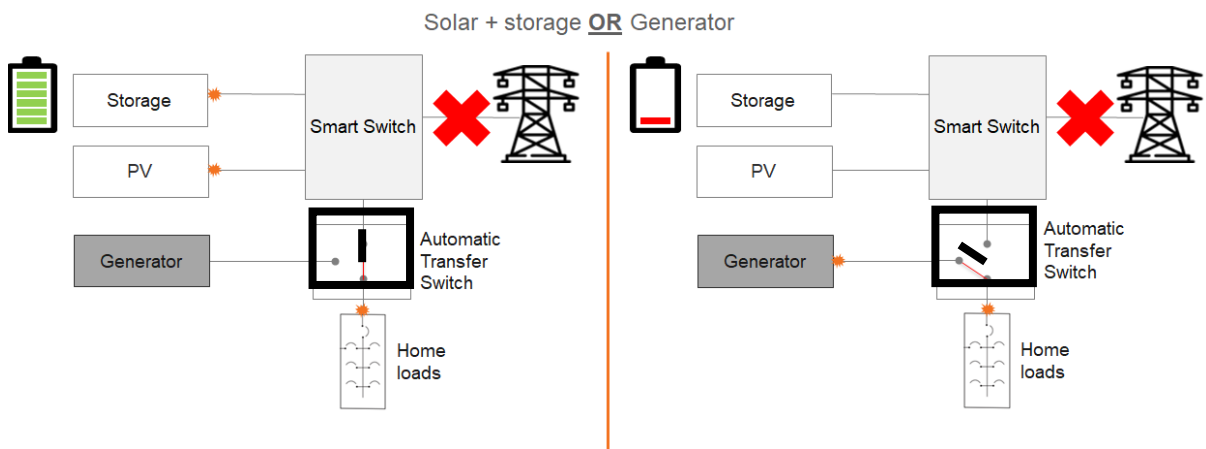 Solar + storage OR Generator
Storage
Smart Switch
PV
Generator
Automatic
Transfer
Switch
Home
loads
Storage
Smart Switch
PV
Generator
Automatic
Transfer
Switch
Home
loads